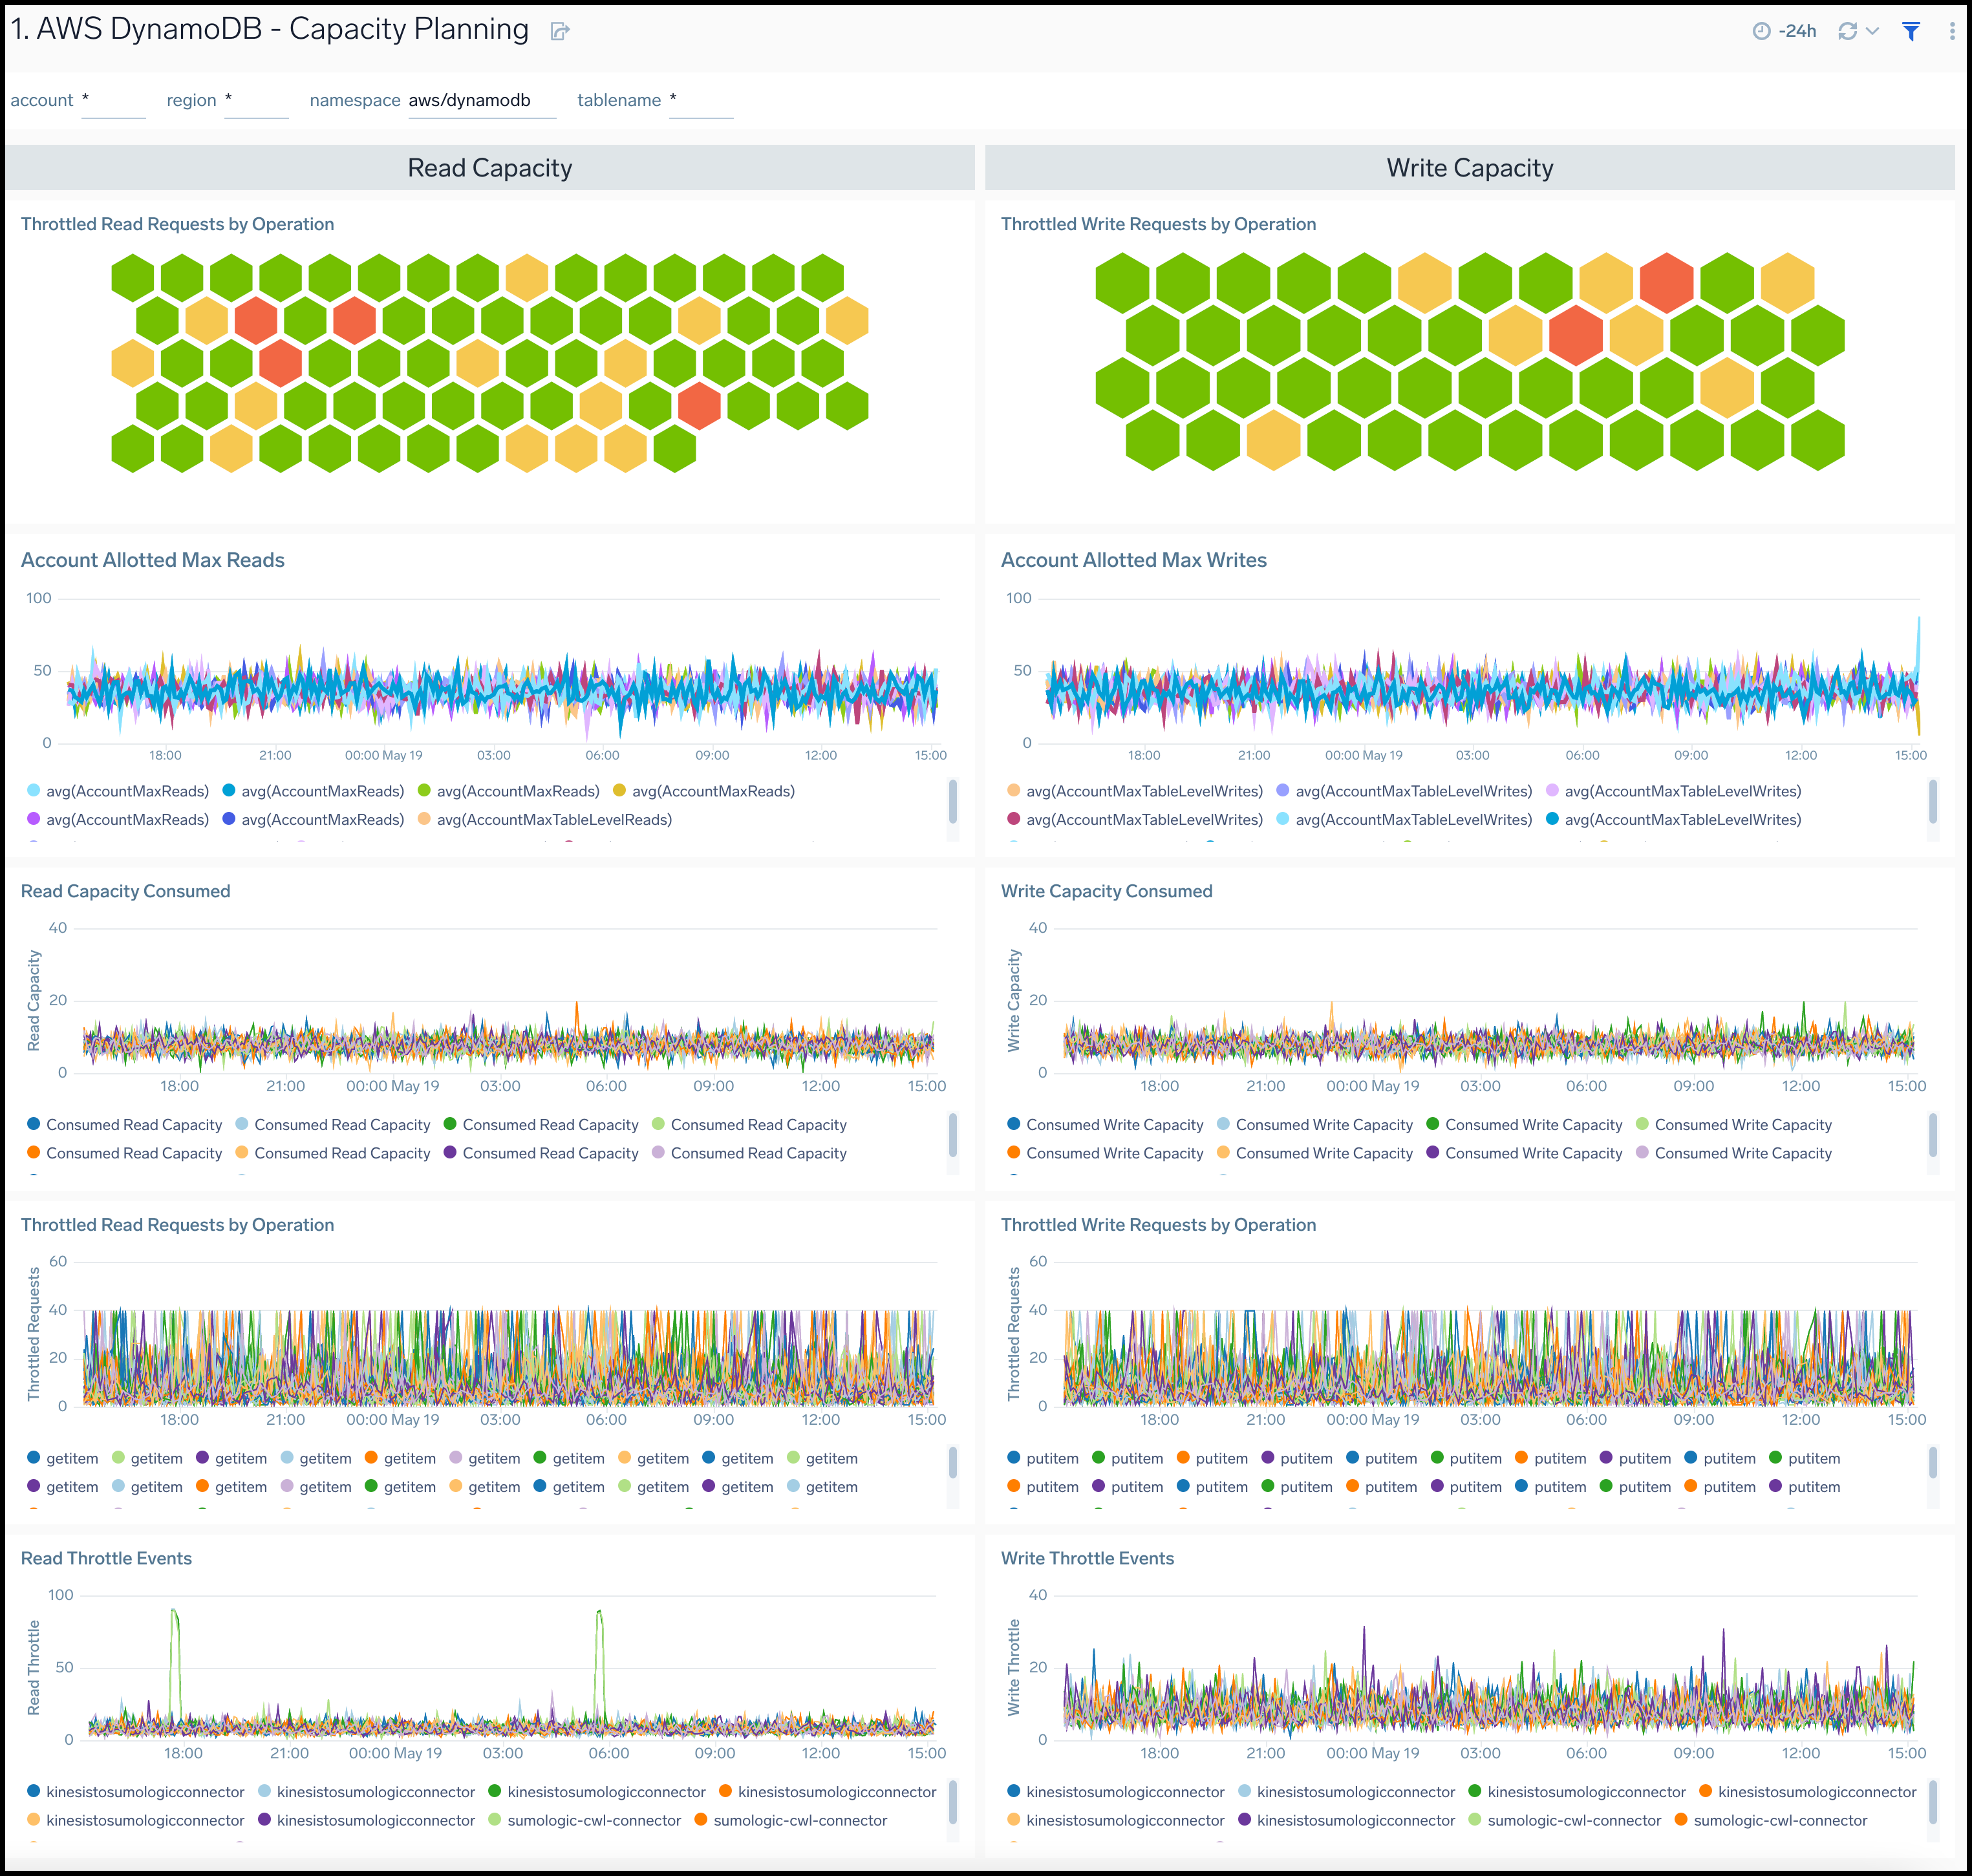 1. AWS DynamoDB - Capacity Planning
-24h
account * region * namespace aws/dynamodb tablename *
Read Capacity
Throttled Read Requests by Operation
Account Allotted Max Reads
100
50
0
18:00 21:00 00:00 May 19 03:00 06:00 09:00 12:00 15:00
avg(AccountMaxReads) avg(AccountMaxReads) avg(AccountMaxReads) avg(AccountMaxReads)
avg(AccountMaxReads) avg(AccountMaxReads) avg(AccountMaxTableLevelReads)
Read Capacity Consumed
Read Capacity
40
20
0
18:00 21:00 00:00 May 19 03:00 06:00 09:00 12:00 15:00
Consumed Read Capacity Consumed Read Capacity Consumed Read Capacity Consumed Read Capacity
Consumed Read Capacity Consumed Read Capacity Consumed Read Capacity Consumed Read Capacity
Throttled Read Requests by Operation
Throttled Requests
60
40
20
0
18:00 21:00 00:00 May 19 03:00 06:00 09:00 12:00 15:00
getitem getitem getitem getitem getitem getitem getitem getitem getitem getitem
getitem getitem getitem getitem getitem getitem getitem getitem getitem getitem
Read Throttle Events
Read Throttle
100
50
0
18:00 21:00 00:00 May 19 03:00 06:00 09:00 12:00 15:00
kinesistosumologicconnector kinesistosumologicconnector kinesistosumologicconnector kinesistosumologicconnector
kinesistosumologicconnector kinesistosumologicconnector sumologic-cwl-connector sumologic-cwl-connector
Write Capacity
Throttled Write Requests by Operation
Account Allotted Max Writes
100
50
0
18:00 21:00 00:00 May 19 03:00 06:00 09:00 12:00 15:00
avg(AccountMaxTableLevelWrites) avg(AccountMaxTableLevelWrites) avg(AccountMaxTableLevelWrites)
avg(AccountMaxTableLevelWrites) avg(AccountMaxTableLevelWrites) avg(AccountMaxTableLevelWrites)
Write Capacity Consumed
Write Capacity
40
20
0
18:00 21:00 00:00 May 19 03:00 06:00 09:00 12:00 15:00
Consumed Write Capacity Consumed Write Capacity Consumed Write Capacity Consumed Write Capacity
Consumed Write Capacity Consumed Write Capacity Consumed Write Capacity Consumed Write Capacity
Throttled Write Requests by Operation
Throttled Requests
60
40
20
0
18:00 21:00 00:00 May 19 03:00 06:00 09:00 12:00 15:00
putitem putitem putitem putitem putitem putitem putitem putitem putitem putitem
putitem putitem putitem putitem putitem putitem putitem putitem putitem putitem
Write Throttle Events
Write Throttle
40
20
0
18:00 21:00 00:00 May 19 03:00 06:00 09:00 12:00 15:00
kinesistosumologicconnector kinesistosumologicconnector kinesistosumologicconnector kinesistosumologicconnector
kinesistosumologicconnector kinesistosumologicconnector sumologic-cwl-connector sumologic-cwl-connector